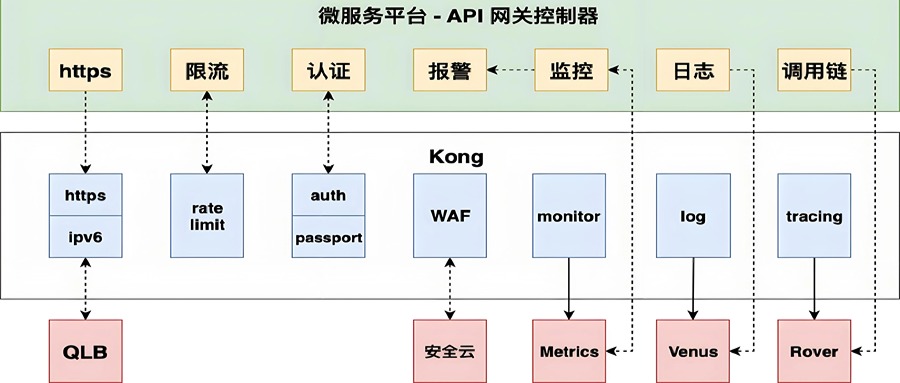 微服务平台 - API 网关控制器
https
限流
认证
报警
监控
日志
调用链
Kong
https
ipv6
rate
limit
auth
passport
WAF
monitor
log
tracing
QLB
安全云
Metrics
Venus
Rover